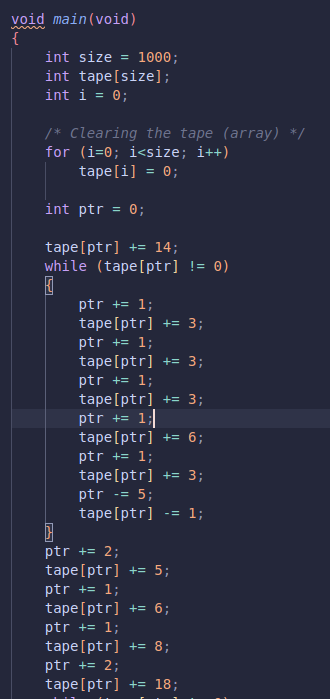 void main(void)
{
    int size = 1000;
    int tape[size];
    int i = 0;

    /* Clearing the tape (array) */
    for (i=0; i<size; i++)
        tape[i] = 0;

    int ptr = 0;

    tape[ptr] += 14;
    while (tape[ptr] != 0)
    {
        ptr += 1;
        tape[ptr] += 3;
        ptr += 1;
        tape[ptr] += 3;
        ptr += 1;
        tape[ptr] += 3;
        ptr += 1;
        tape[ptr] += 6;
        ptr += 1;
        tape[ptr] += 3;
        ptr -= 5;
        tape[ptr] -= 1;
    }
    ptr += 2;
    tape[ptr] += 5;
    ptr += 1;
    tape[ptr] += 6;
    ptr += 1;
    tape[ptr] += 8;
    ptr += 2;
    tape[ptr] += 18;